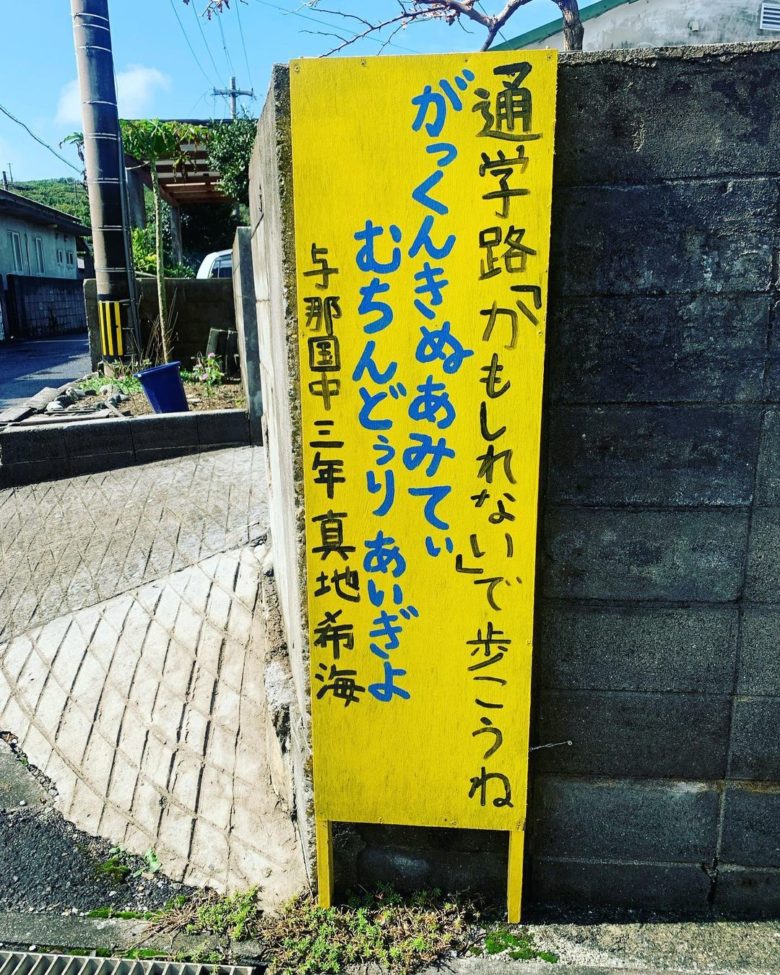 通学路「かもしれない」で歩こうね
がっくんきぬあみてぃ
むちんどぅり あいぎよ
与那国中三年 真地希海